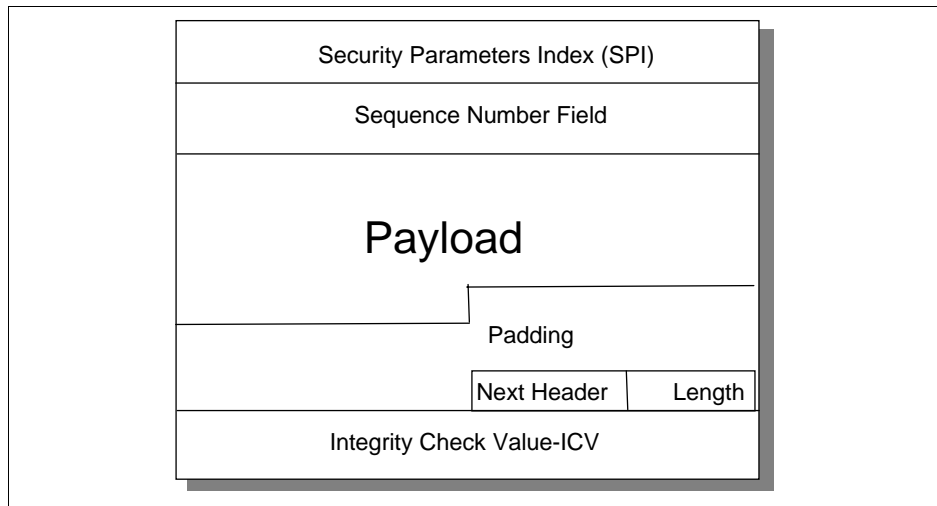 Security Parameters Index (SPI)
Sequence Number Field
Payload
Padding
Next Header Length
Integrity Check Value-ICV